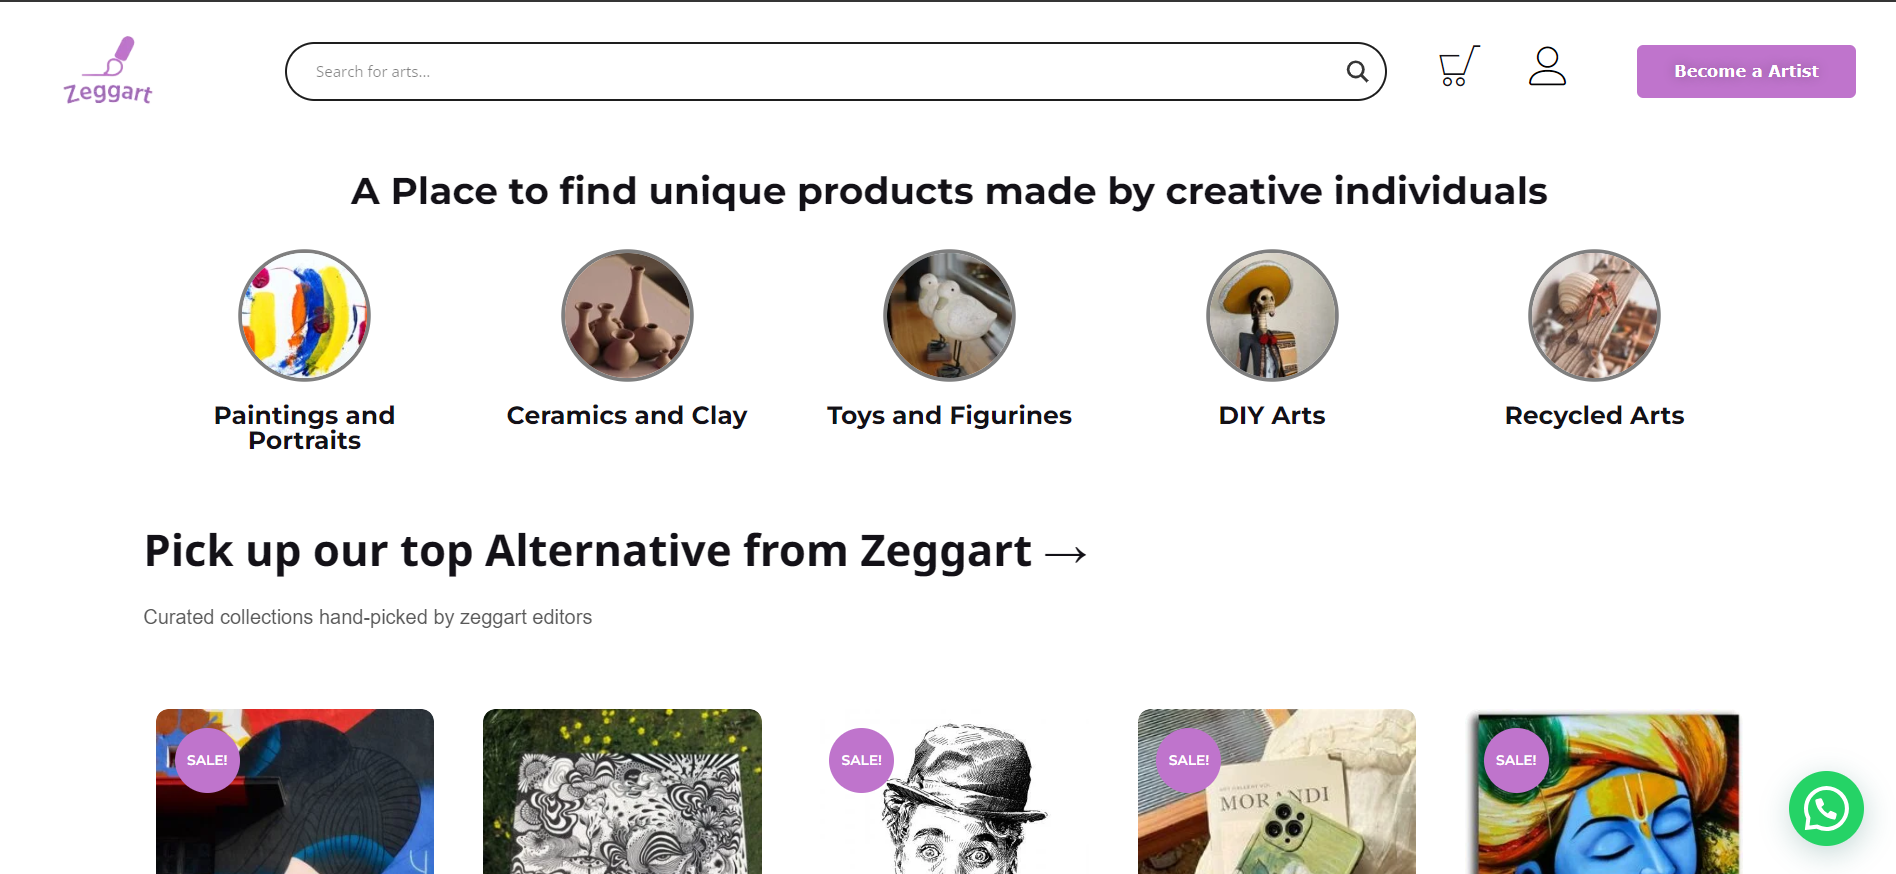 Zeggart
Search for arts...
Become a Artist
A Place to find unique products made by creative individuals
Paintings and
Portraits
Ceramics and Clay
Toys and Figurines
DIY Arts
Recycled Arts
Pick up our top Alternative from Zeggart →
Curated collections hand-picked by zeggart editors
SALE!
SALE!
SALE!
MORANDI
SALE!